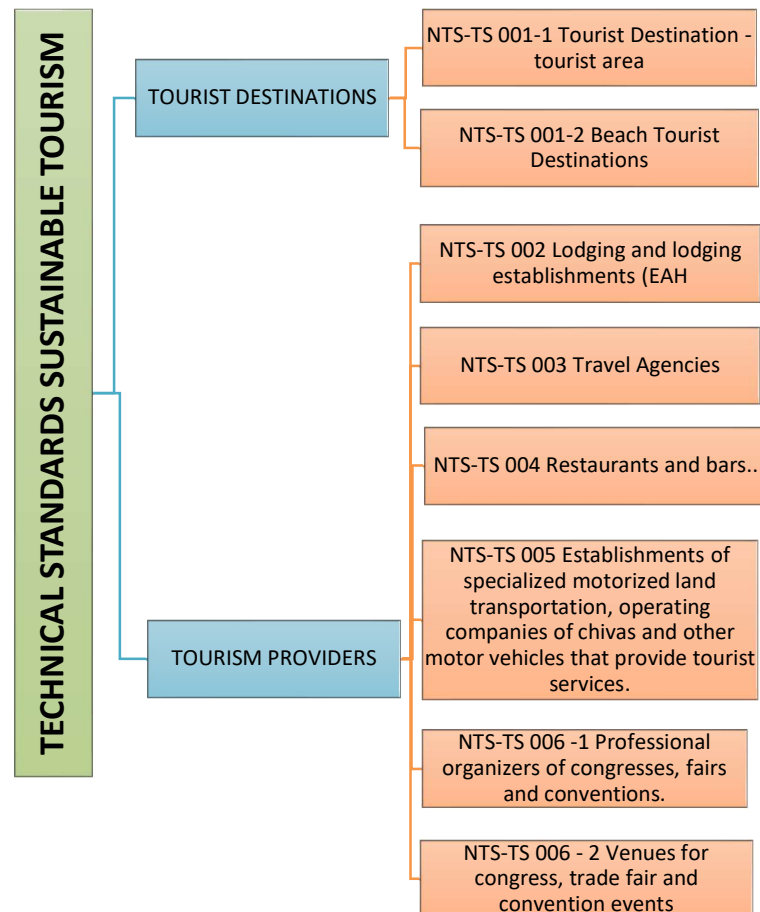 TECHNICAL STANDARDS SUSTAINABLE TOURISM
TOURIST DESTINATIONS
NTS-TS 001-1 Tourist Destination -
tourist area
NTS-TS 001-2 Beach Tourist
Destinations
TOURISM PROVIDERS
NTS-TS 002 Lodging and lodging
establishments (EAH
NTS-TS 003 Travel Agencies
NTS-TS 004 Restaurants and bars..
NTS-TS 005 Establishments of
specialized motorized land
transportation, operating
companies of chivas and other
motor vehicles that provide tourist
services.
NTS-TS 006 -1 Professional
organizers of congresses, fairs
and conventions.
NTS-TS 006 - 2 Venues for
congress, trade fair and
convention events